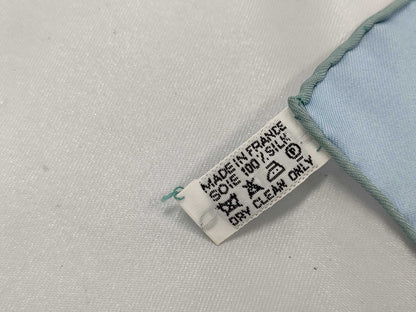 MADE IN FRANCE
SOIE 100% SILK
P
DRY CLEAN ONLY